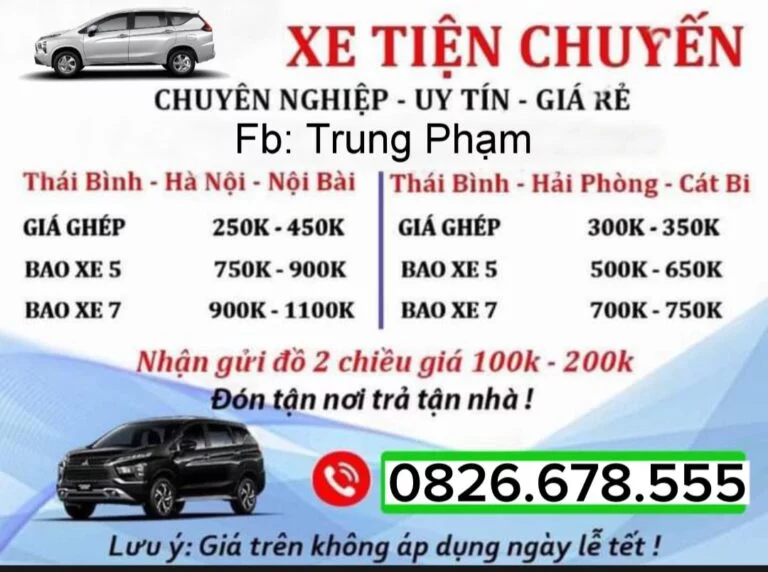 XE TIỆN CHUYẾN
CHUYÊN NGHIỆP - UY TÍN - GIÁ RẺ
Fb: Trung Phạm
Thái Bình - Hà Nội - Nội Bài
GIÁ GHÉP 250K - 450K
BAO XE 5 750K - 900K
BAO XE 7 900K - 1100K
Thái Bình - Hải Phòng - Cát Bi
GIÁ GHÉP 300K - 350K
BAO XE 5 500K - 650K
BAO XE 7 700K - 750K
Nhận gửi đồ 2 chiều giá 100k - 200k
Đón tận nơi trả tận nhà !
0826.678.555
Lưu ý: Giá trên không áp dụng ngày lễ tết !